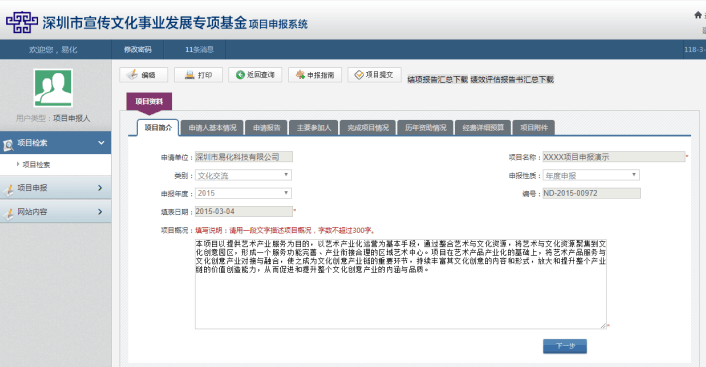 深圳市宣传文化事业发展专项基金 项目申报系统
欢迎您，易化 修改密码 11条消息 118-3-
编辑 打印 返回查询 申报指南 项目提交 结项报告汇总下载 绩效评估报告书汇总下载
用户类型：项目申报人
项目检索
项目检索
项目申报
网站内容
项目资料
项目简介 申请人基本情况 申请报告 主要参加人 完成项目情况 历年资助情况 经费详细预算 项目附件
申请单位： 深圳市易化科技有限公司 项目名称： XXXX项目申报演示 *
类别： 文化交流 申报性质： 年度申报
申报年度： 2015 编号： ND-2015-00972
填表日期： 2015-03-04 *
项目概况： 填写说明：请用一段文字描述项目概况，字数不超过300字。
本项目以提供艺术产业服务为目的，以艺术产业化运营为基本手段，通过整合艺术与文化资源，将艺术与文化资源聚集到文
化创意园区，形成一个服务功能完善、产业衔接合理的区域艺术中心。项目在艺术产品产业化的基础上，将艺术产品服务与
文化创意产业对接与融合，使之成为文化创意产业链的重要环节，持续丰富其文化创意的内容和形式，放大和提升整个产业
链的价值创造能力，从而促进和提升整个文化创意产业的内涵与品质。
*
下一步